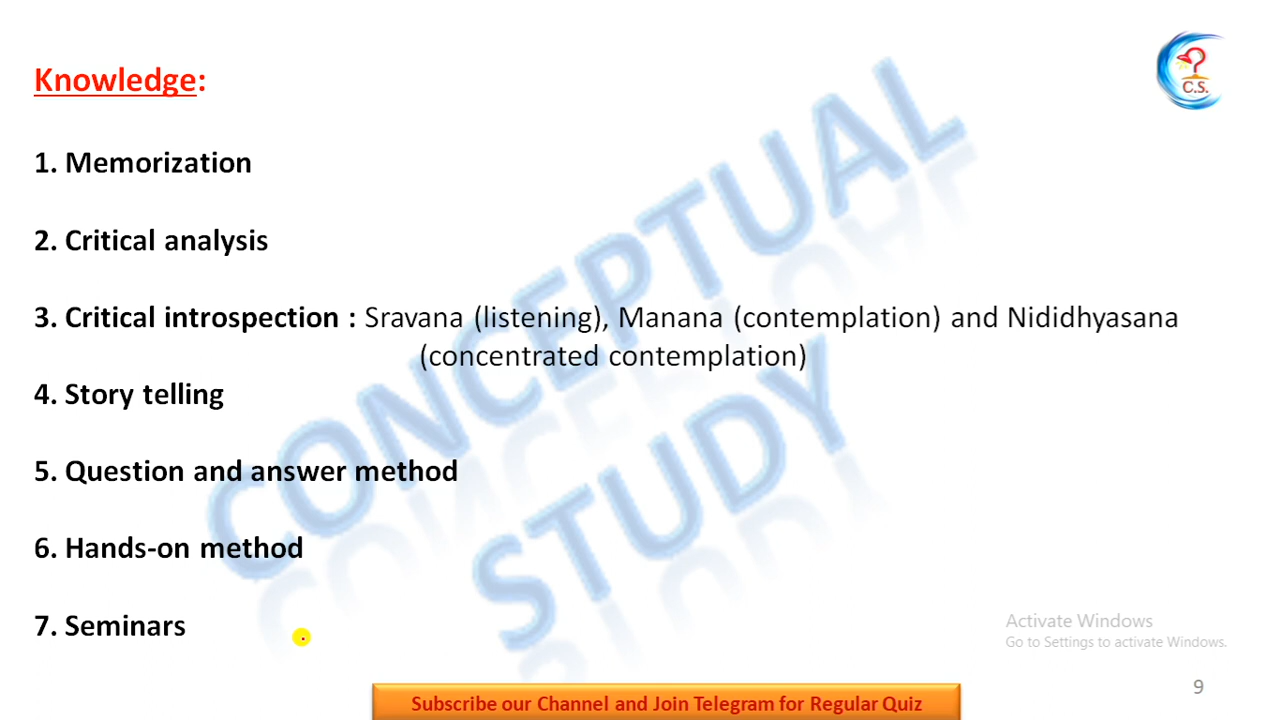 Knowledge:
C.S.
1. Memorization
2. Critical analysis
3. Critical introspection : Sravana (listening), Manana (contemplation) and Nididhyasana
(concentrated contemplation)
4. Story telling
5. Question and answer method
6. Hands-on method
7. Seminars
CONCEPTUAL
STUDY
Activate Windows
Go to Settings to activate Windows.
9
Subscribe our Channel and Join Telegram for Regular Quiz